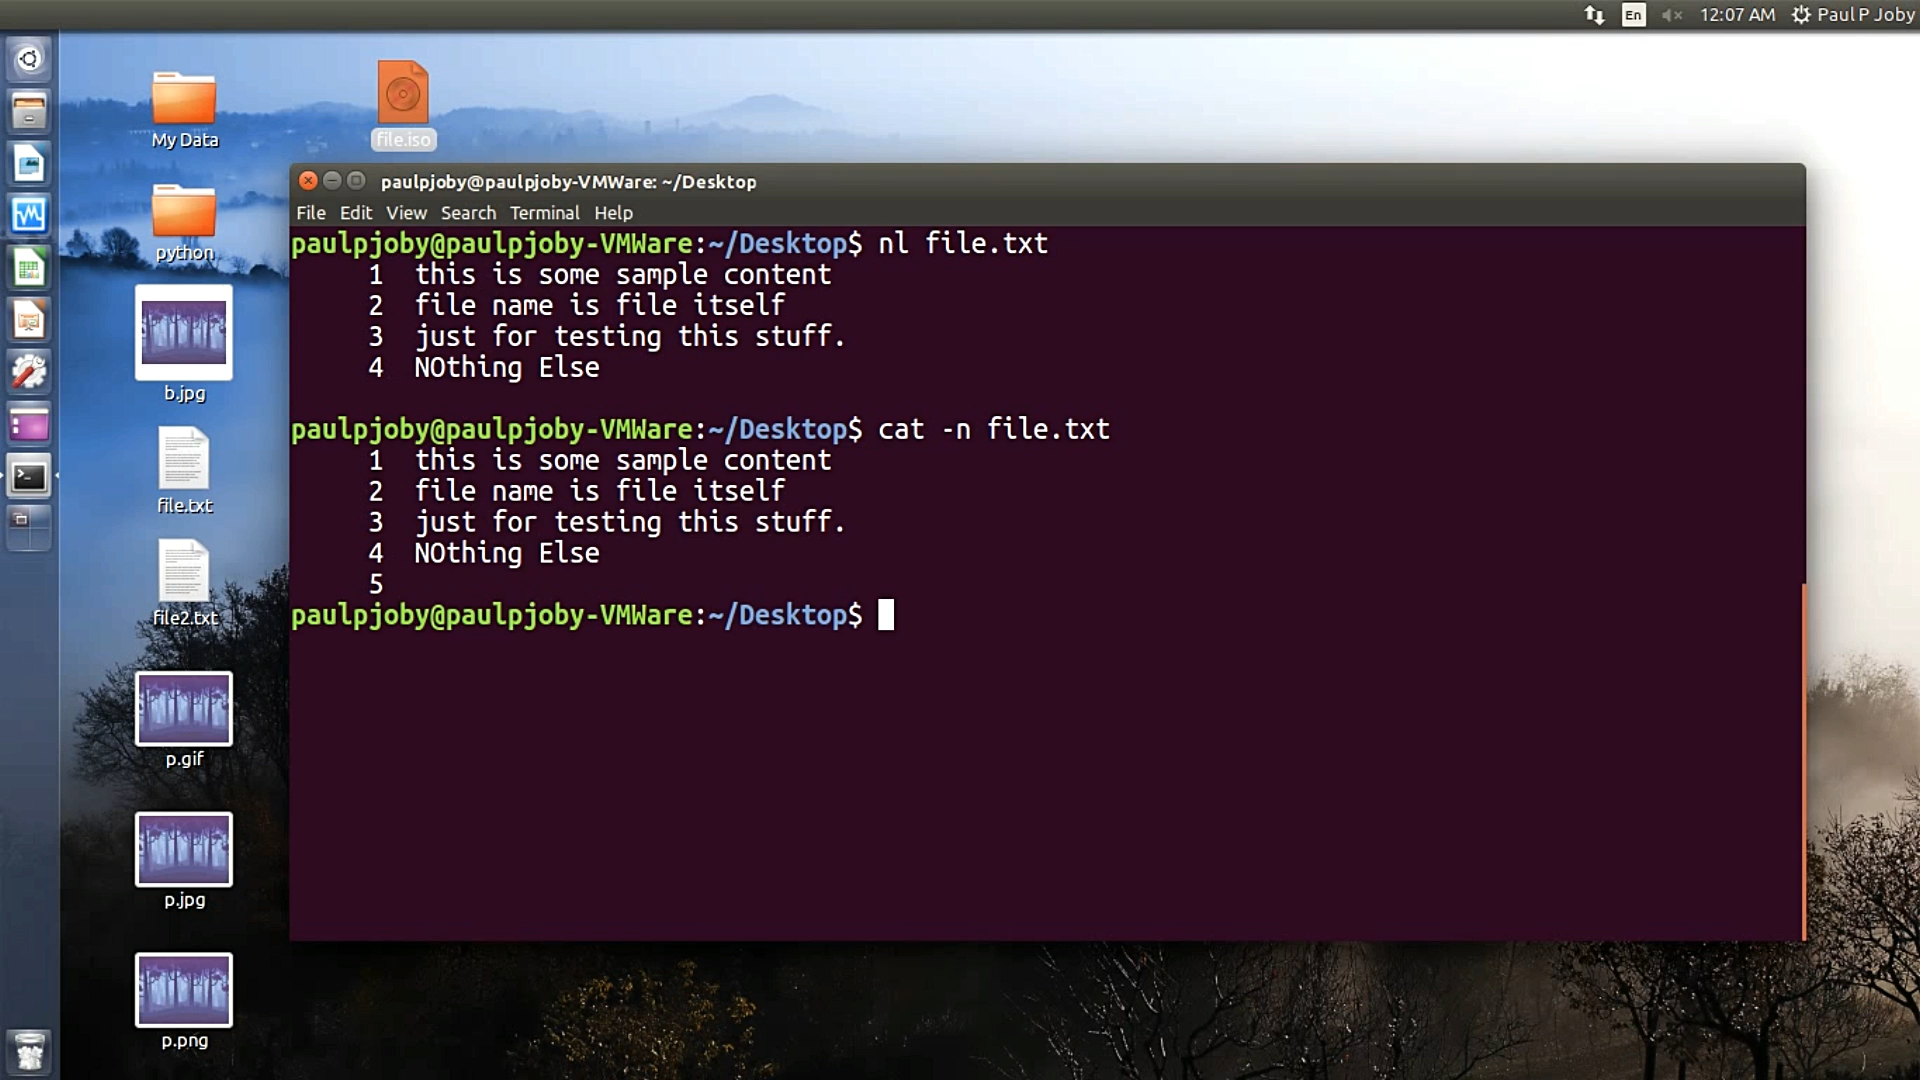 En 12:07 AM Paul P Joby
My Data
file.iso
python
b.jpg
file.txt
file2.txt
p.gif
p.jpg
p.png
paulpjoby@paulpjoby-VMWare: ~/Desktop
File Edit View Search Terminal Help
paulpjoby@paulpjoby-VMWare:~/Desktop$ nl file.txt
1 this is some sample content
2 file name is file itself
3 just for testing this stuff.
4 NOthing Else
paulpjoby@paulpjoby-VMWare:~/Desktop$ cat -n file.txt
1 this is some sample content
2 file name is file itself
3 just for testing this stuff.
4 NOthing Else
5
paulpjoby@paulpjoby-VMWare:~/Desktop$